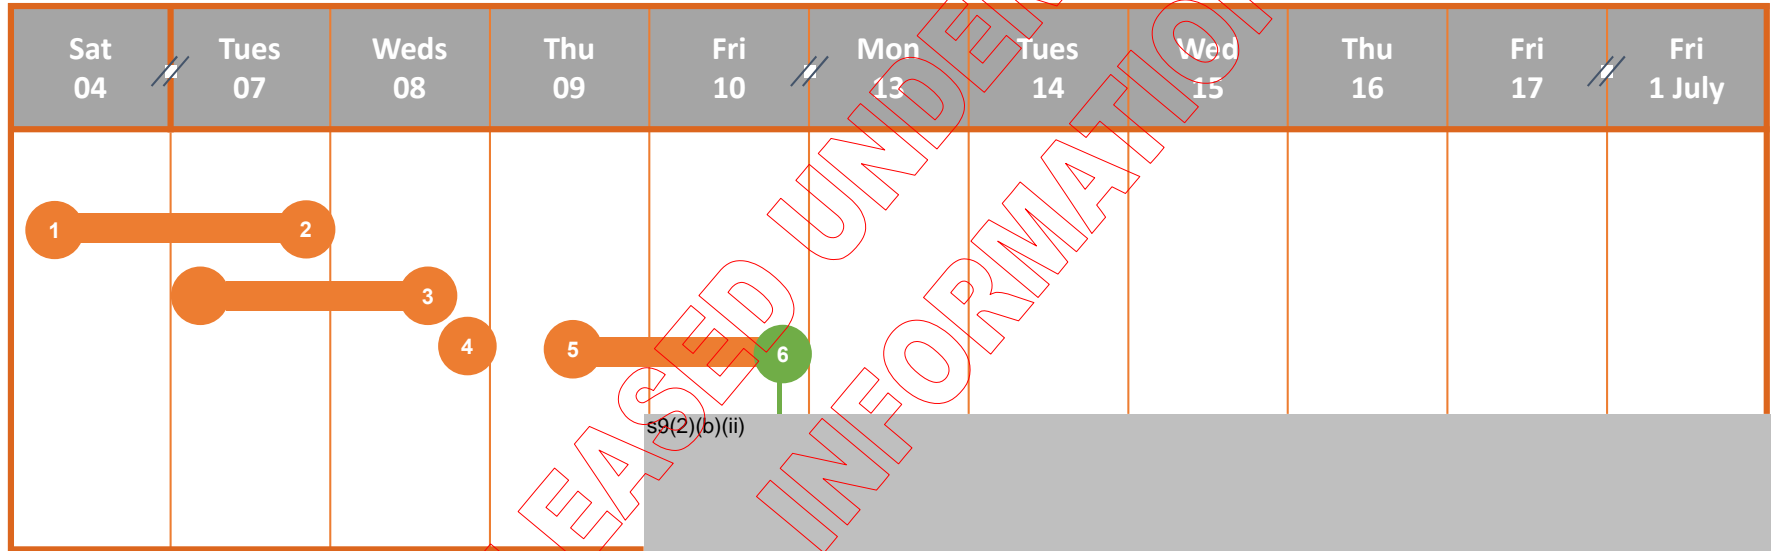 Sat
04
Tues
07
Weds
08
Thu
09
Fri
10
Mon
13
Tues
14
Wed
15
Thu
16
Fri
17
Fri
1 July
1
2
3
4
5
6
s9(2)(b)(ii)
EASED UNDER
INFORMATION